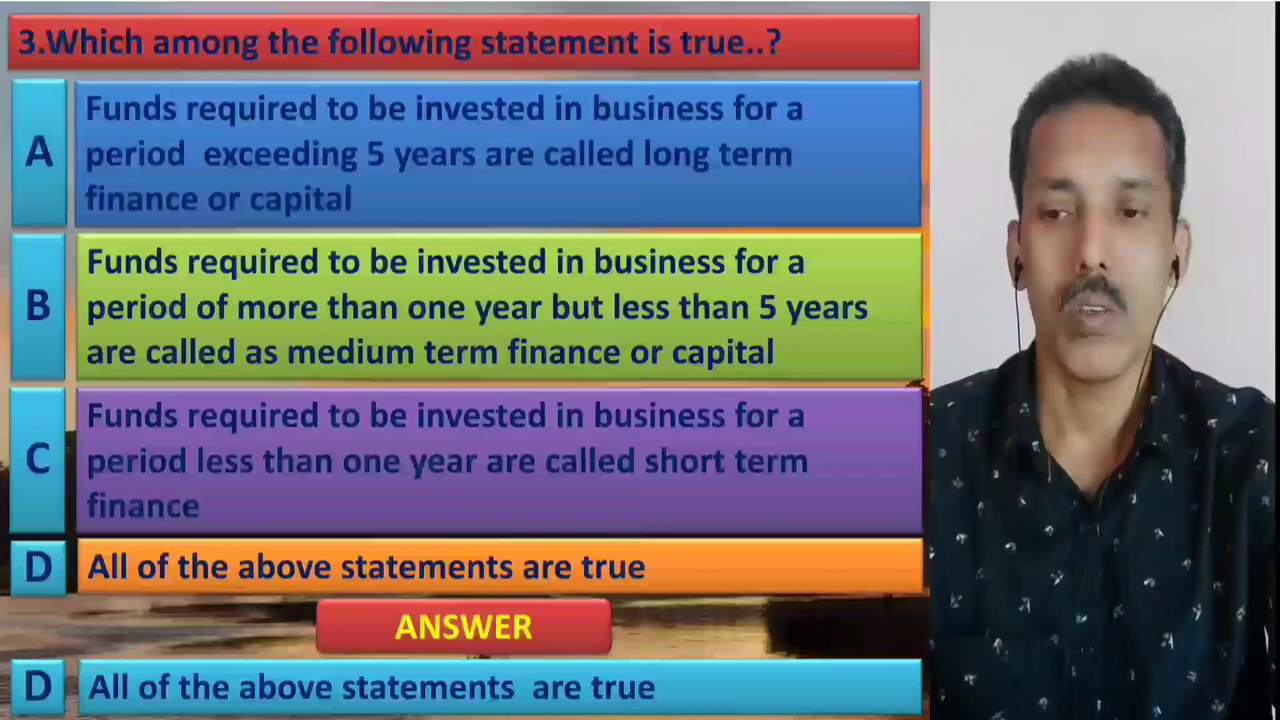 3.Which among the following statement is true..?
A
Funds required to be invested in business for a
period exceeding 5 years are called long term
finance or capital
B
Funds required to be invested in business for a
period of more than one year but less than 5 years
are called as medium term finance or capital
C
Funds required to be invested in business for a
period less than one year are called short term
finance
D
All of the above statements are true
ANSWER
D
All of the above statements are true